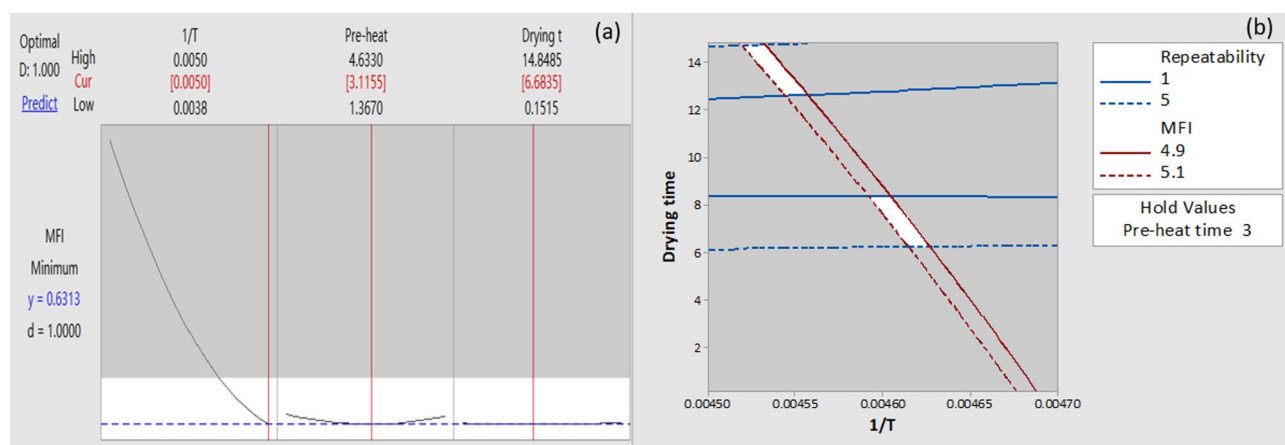 (a)
Optimal
D: 1.000
Predict
High
Cur
Low
1/T
0.0050
[0.0050]
0.0038
Pre-heat
4.6330
[3.1155]
1.3670
Drying t
14.8485
[6.6835]
0.1515
MFI
Minimum
y = 0.6313
d = 1.0000
(b)
Drying time
14
12
10
8
6
4
2
0.00450
0.00455
0.00460
0.00465
0.00470
1/T
Repeatability
1
5
MFI
4.9
5.1
Hold Values
Pre-heat time 3